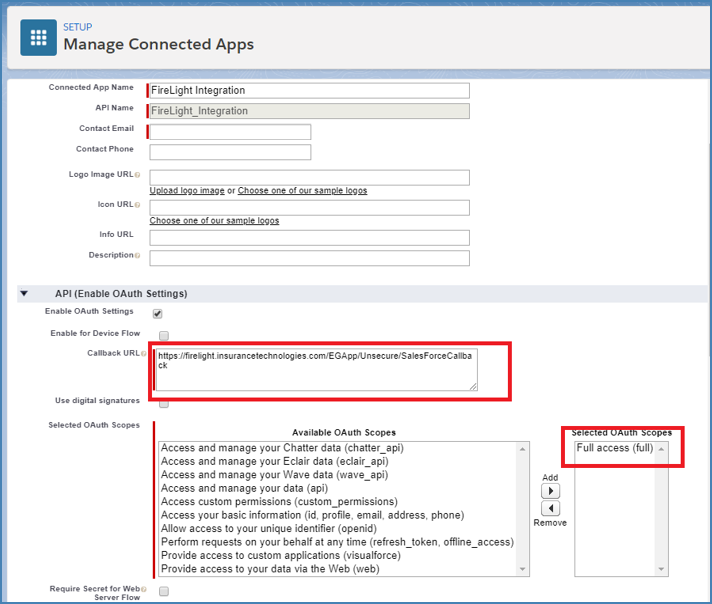 SETUP
Manage Connected Apps
Connected App Name FireLight Integration
API Name FireLight_Integration
Contact Email
Contact Phone
Logo Image URL
Upload logo image or Choose one of our sample logos
Icon URL
Choose one of our sample logos
Info URL
Description
API (Enable OAuth Settings)
Enable OAuth Settings
Enable for Device Flow
Callback URL https://firelight.insurancetechnologies.com/EGApp/Unsecure/SalesForceCallba
ck
Use digital signatures
Selected OAuth Scopes Available OAuth Scopes Selected OAuth Scopes
Access and manage your Chatter data (chatter_api) Full access (full)
Access and manage your Eclair data (eclair_api)
Access and manage your Wave data (wave_api)
Access and manage your data (api)
Access custom permissions (custom_permissions)
Access your basic information (id, profile, email, address, phone)
Allow access to your unique identifier (openid)
Perform requests on your behalf at any time (refresh_token, offline_access)
Provide access to custom applications (visualforce)
Provide access to your data via the Web (web)
Add
Remove
Require Secret for Web
Server Flow